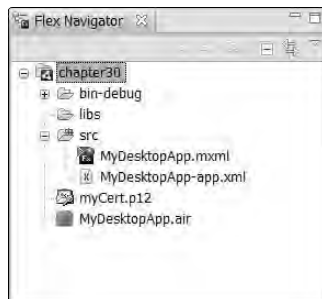 Flex Navigator
chapter30
bin-debug
libs
src
MyDesktopApp.mxml
MyDesktopApp-app.xml
myCert.p12
MyDesktopApp.air